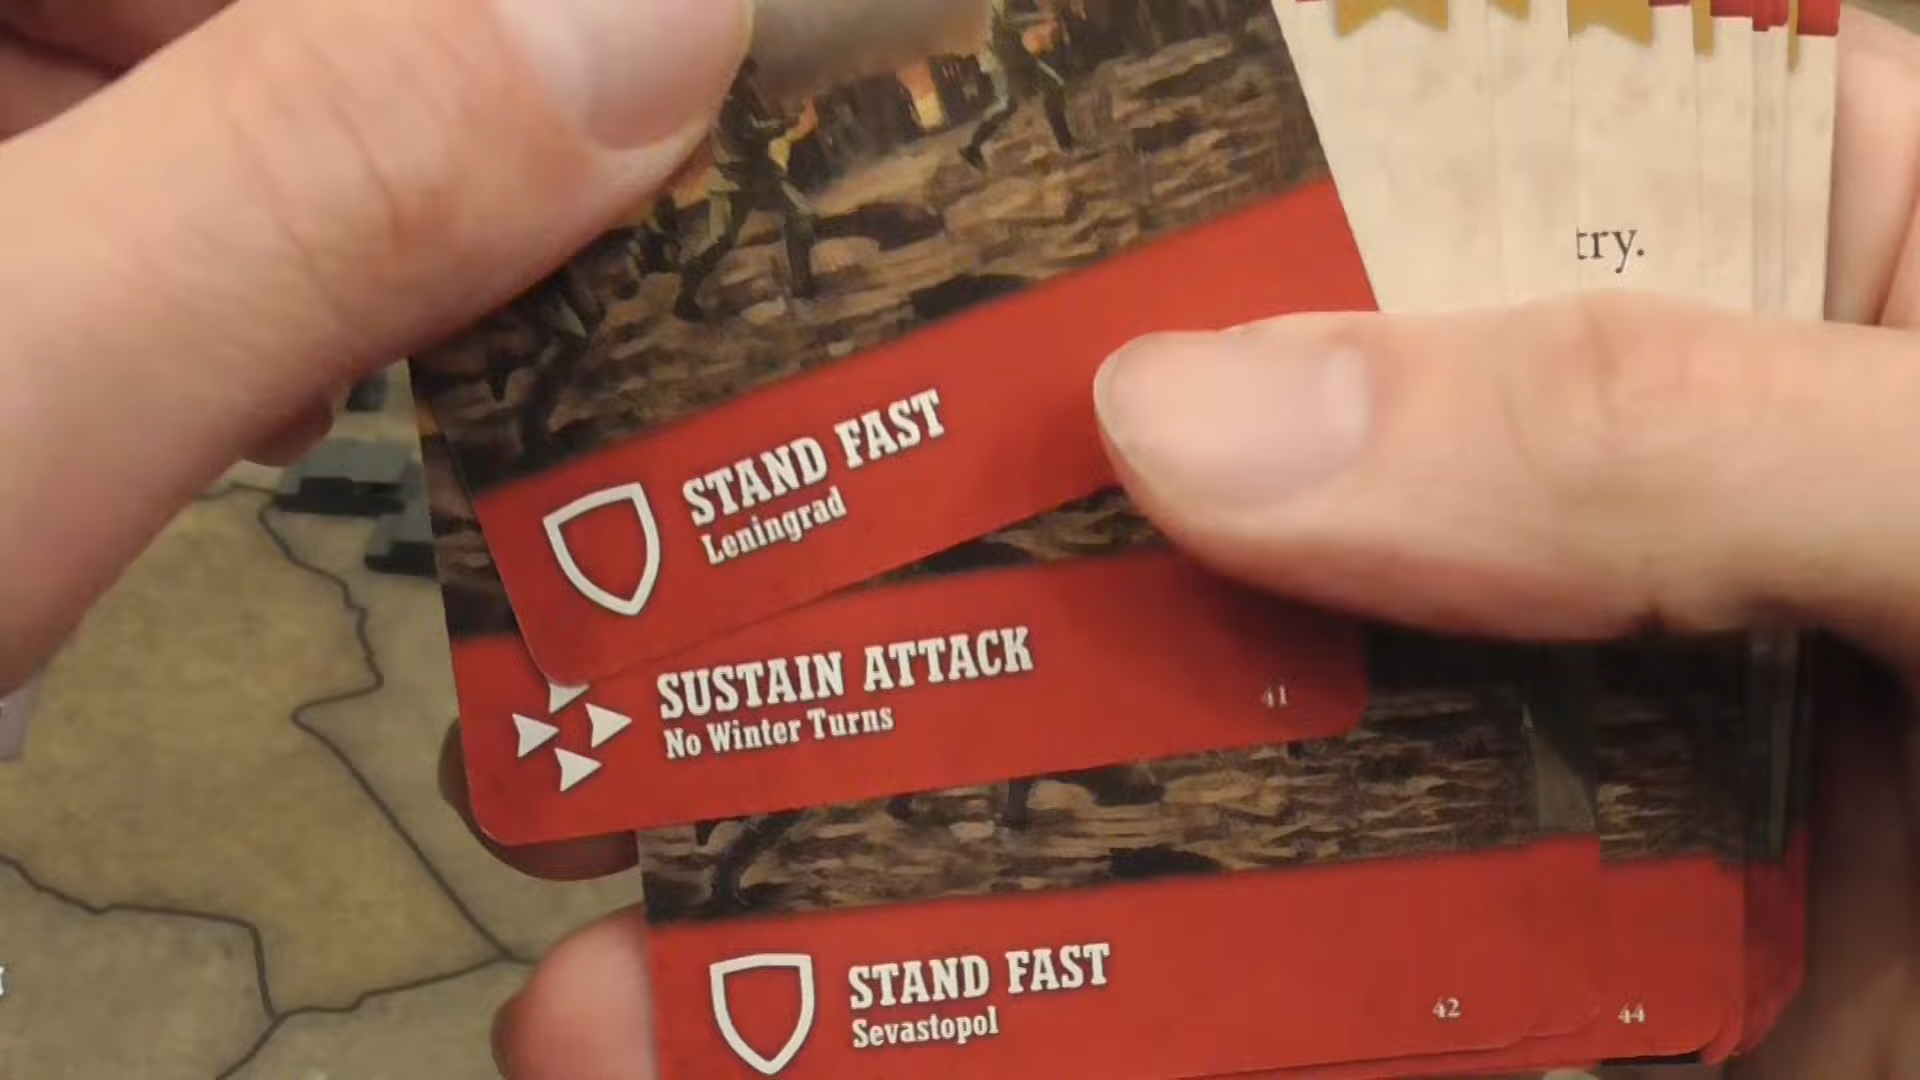 try.
STAND FAST
Leningrad
SUSTAIN ATTACK
No Winter Turns
41
STAND FAST
Sevastopol
42
44